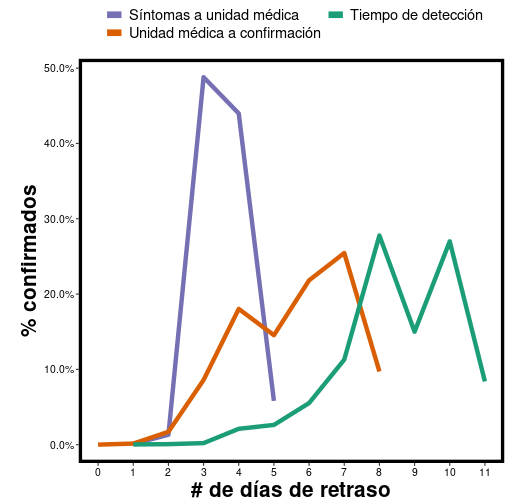 Síntomas a unidad médica
Tiempo de detección
Unidad médica a confirmación
50.0%
40.0%
30.0%
20.0%
10.0%
0.0%
% confirmados
0 1 2 3 4 5 6 7 8 9 10 11
# de días de retraso